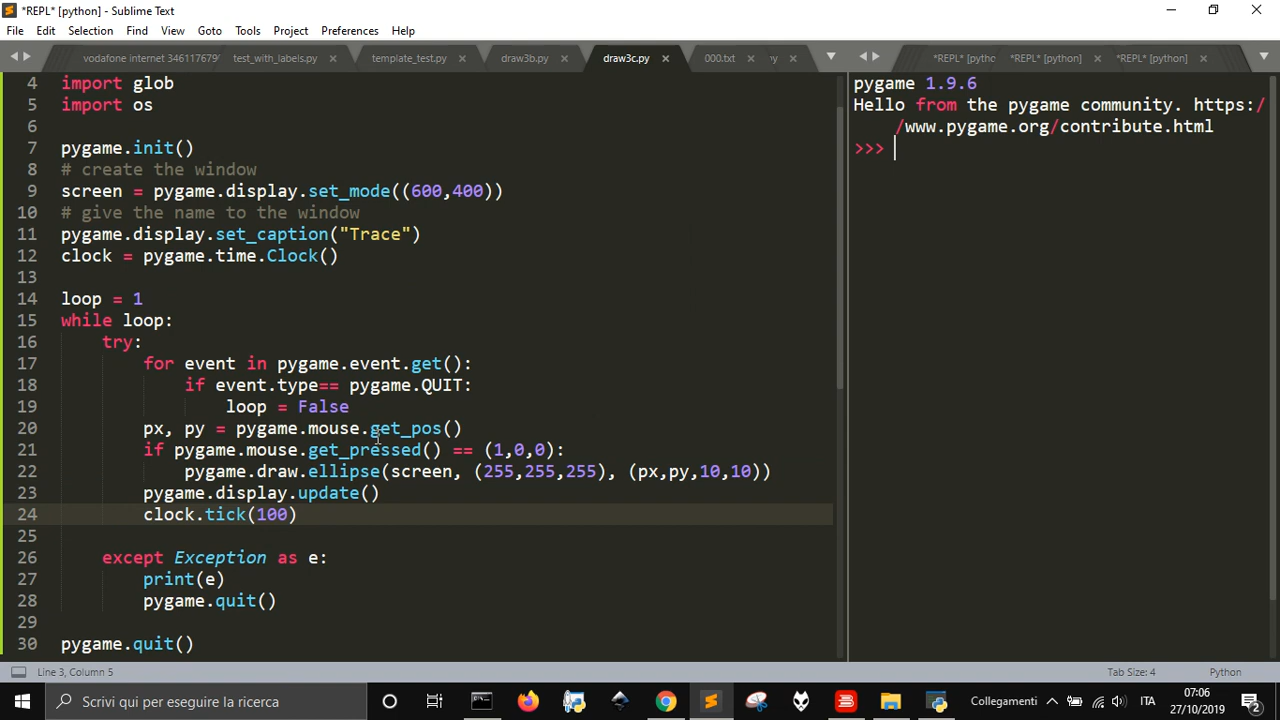 *REPL* [python] - Sublime Text
File Edit Selection Find View Goto Tools Project Preferences Help
vodafone internet 346117679 test_with_labels.py template_test.py draw3b.py draw3c.py 000.txt y *REPL* [pythc *REPL* [python] *REPL* [python]
4 import glob
5 import os
6
7 pygame.init()
8 # create the window
9 screen = pygame.display.set_mode((600,400))
10 # give the name to the window
11 pygame.display.set_caption("Trace")
12 clock = pygame.time.Clock()
13
14 loop = 1
15 while loop:
16 try:
17 for event in pygame.event.get():
18 if event.type== pygame.QUIT:
19 loop = False
20 px, py = pygame.mouse.get_pos()
21 if pygame.mouse.get_pressed() == (1,0,0):
22 pygame.draw.ellipse(screen, (255,255,255), (px,py,10,10))
23 pygame.display.update()
24 clock.tick(100)
25
26 except Exception as e:
27 print(e)
28 pygame.quit()
29
30 pygame.quit()
pygame 1.9.6
Hello from the pygame community. https:/
/www.pygame.org/contribute.html
>>>
Line 3, Column 5 Tab Size: 4 Python
Scrivi qui per eseguire la ricerca Collegamenti ITA 07:06
27/10/2019 2